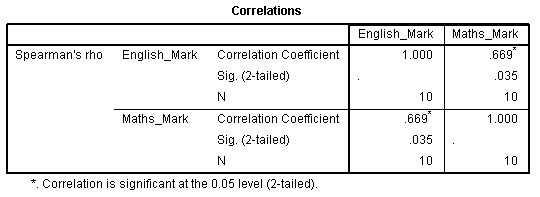 Correlations
English_Mark Maths_Mark
Spearman's rho English_Mark Correlation Coefficient 1.000 .669*
Sig. (2-tailed) . .035
N 10 10
Maths_Mark Correlation Coefficient .669* 1.000
Sig. (2-tailed) .035 .
N 10 10
*. Correlation is significant at the 0.05 level (2-tailed).